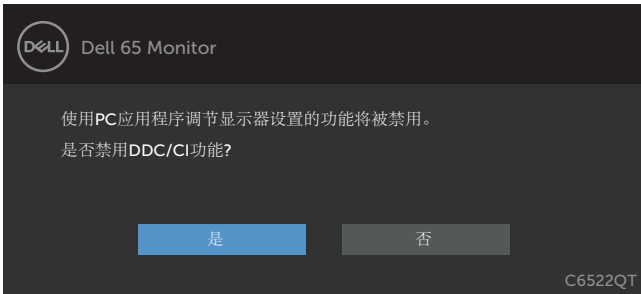 DELL
Dell 65 Monitor
使用PC应用程序调节显示器设置的功能将被禁用。
是否禁用DDC/CI功能?
是 否
C6522QT